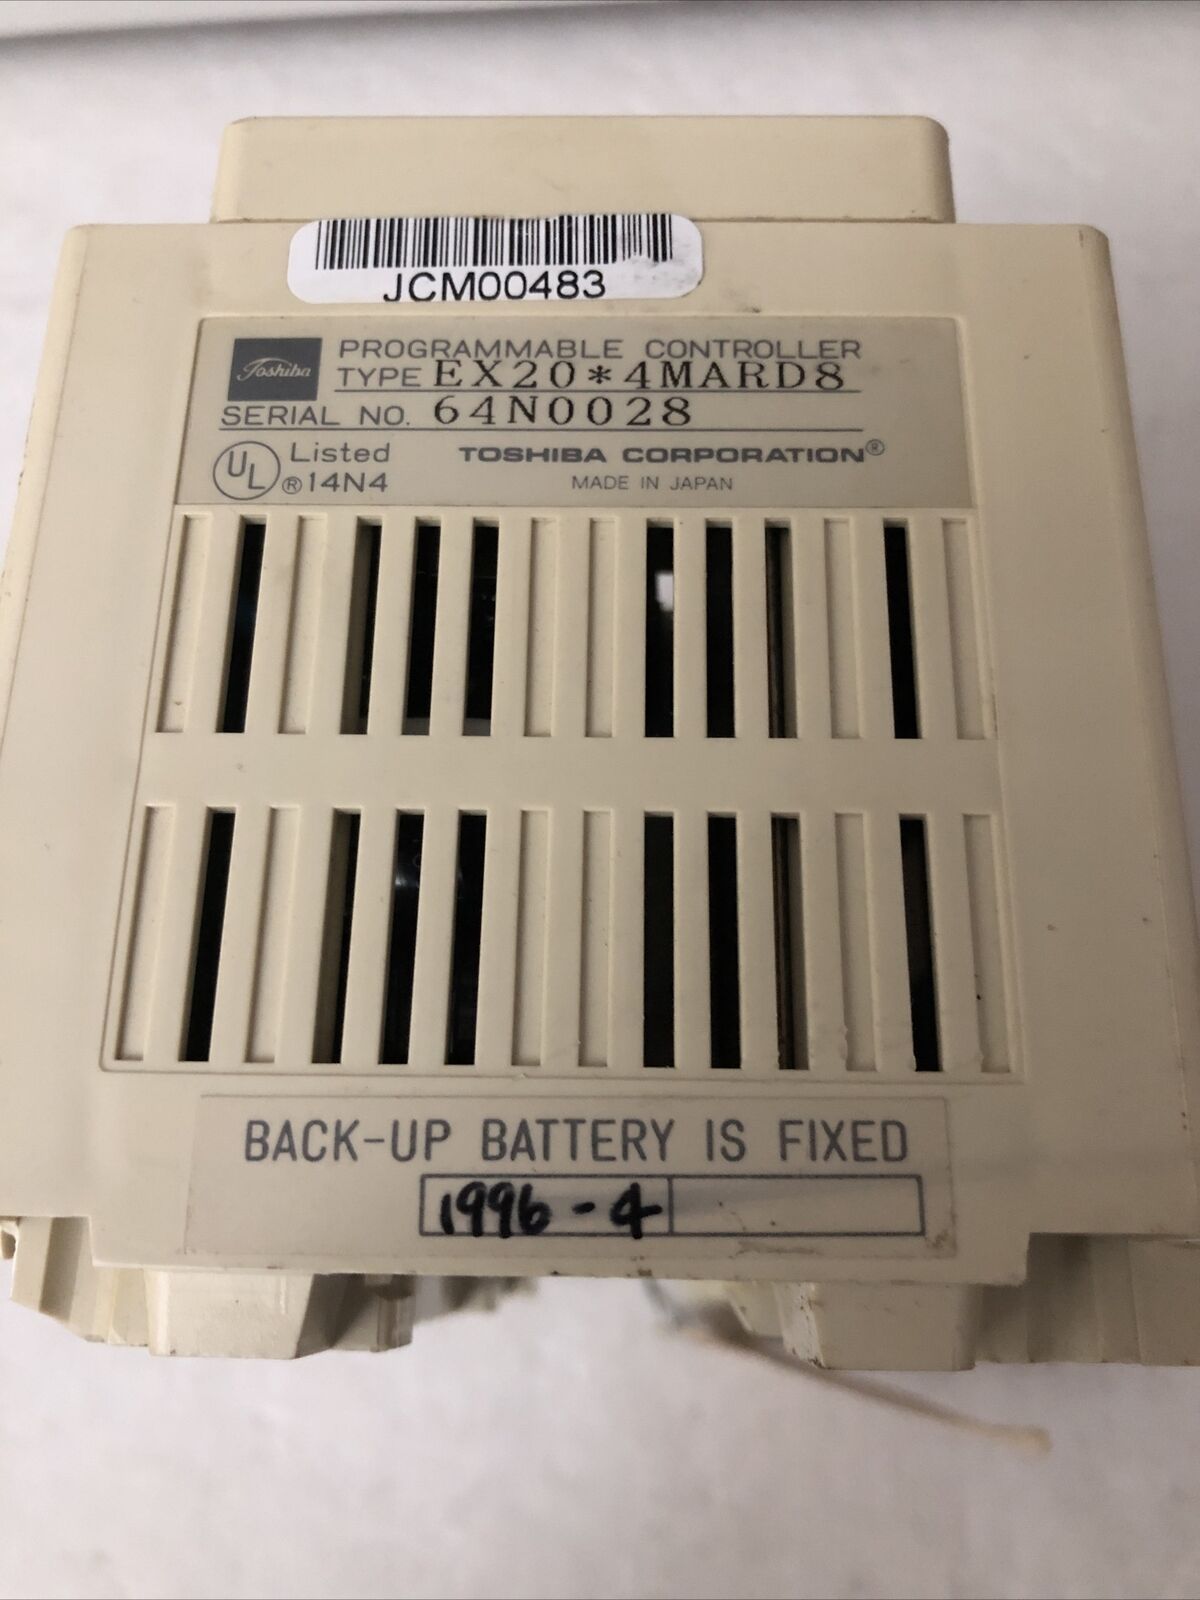 JCM00483
Toshiba
PROGRAMMABLE CONTROLLER
TYPE EX20*4MARD8
SERIAL NO. 64N0028
UL Listed
® 14N4
TOSHIBA CORPORATION®
MADE IN JAPAN
BACK-UP BATTERY IS FIXED
1996-4